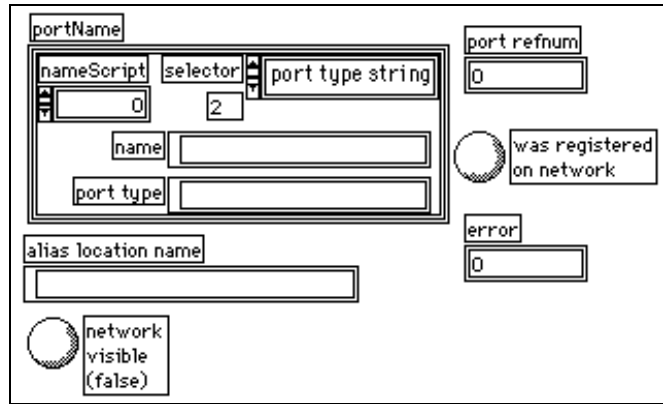 portName
nameScript
selector
port type string
0
2
name
port type
alias location name
network
visible
(false)
port refnum
0
was registered
on network
error
0